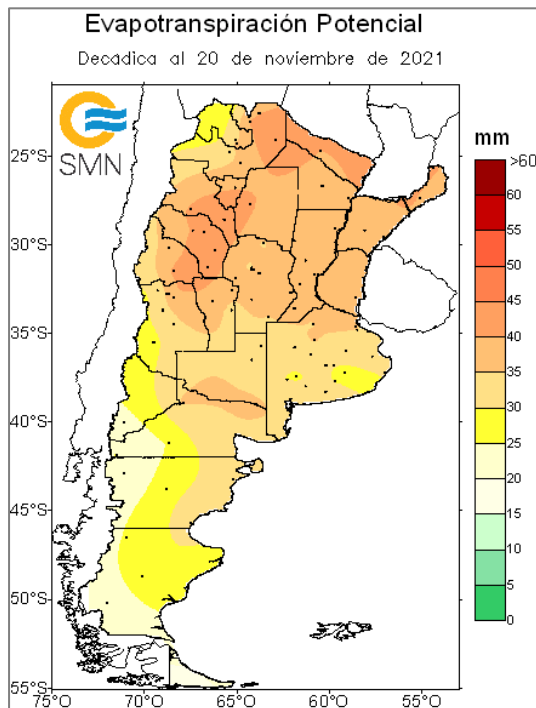 Evapotranspiración Potencial
Decádica al 20 de noviembre de 2021
SMN
mm
>60
60
55
50
45
40
35
30
25
20
15
10
5
0
25°S
30°S
35°S
40°S
45°S
50°S
55°S
75°O 70°O 65°O 60°O 55°O